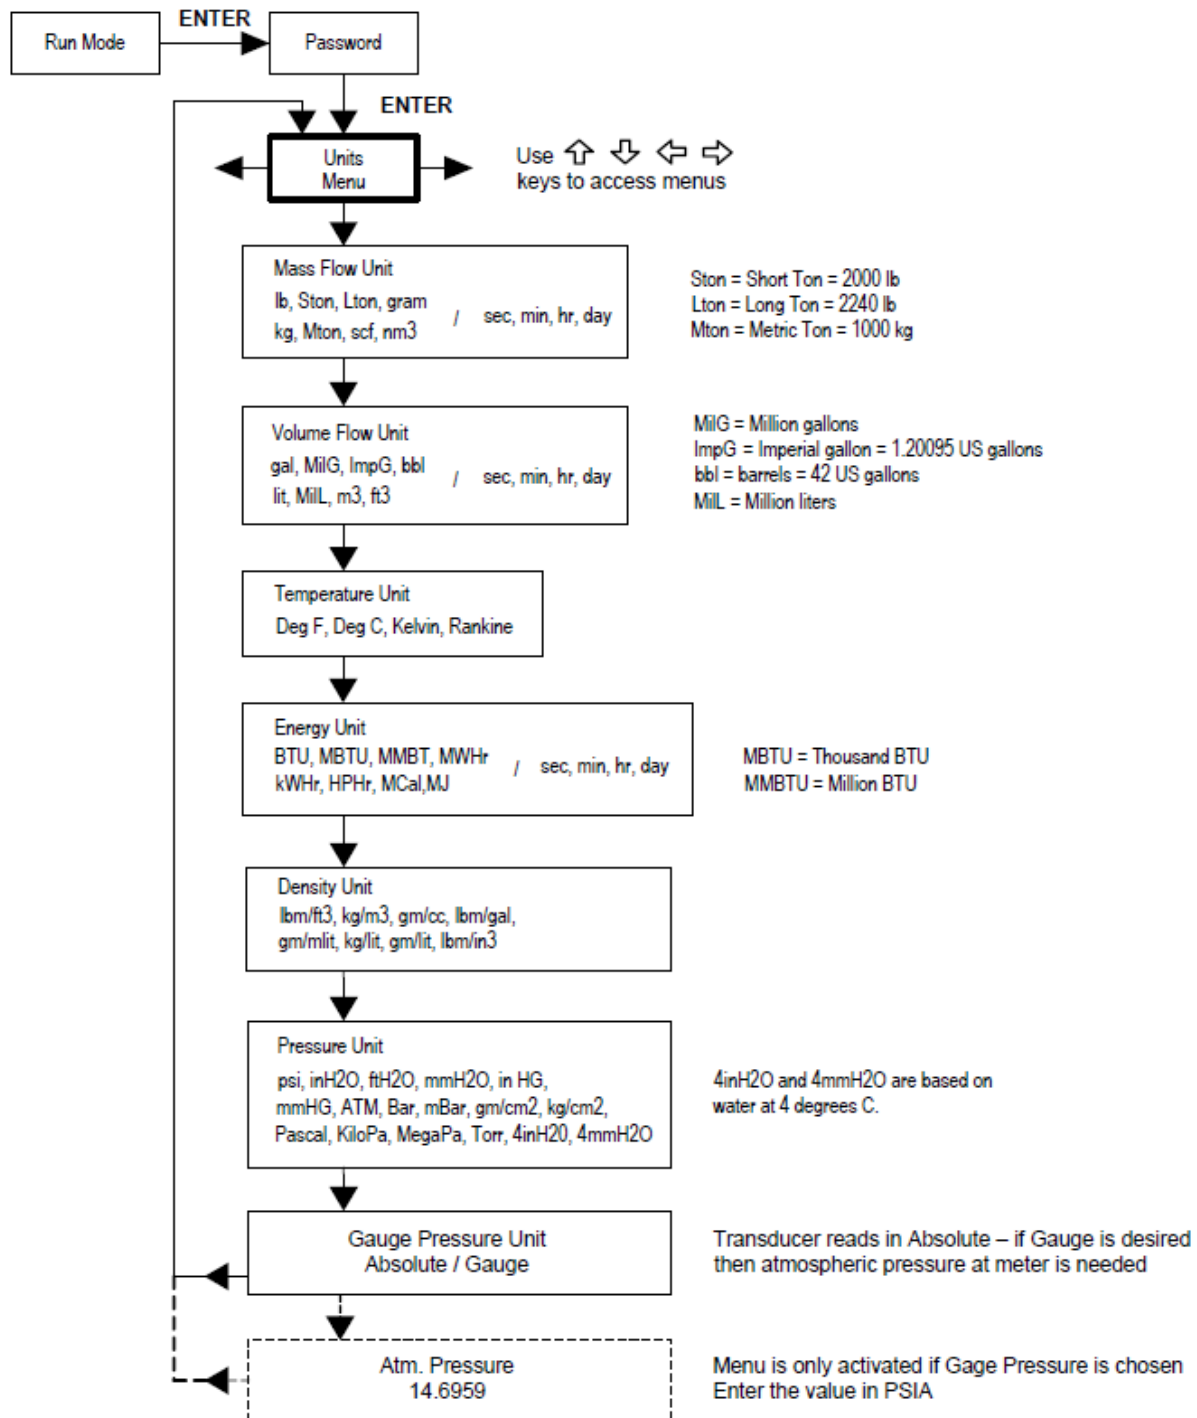 ENTER
Run Mode
Password
ENTER
Units
Menu
Use
keys to access menus
Mass Flow Unit
lb, Ston, Lton, gram
kg, Mton, scf, nm3
/ sec, min, hr, day
Ston = Short Ton = 2000 lb
Lton = Long Ton = 2240 lb
Mton = Metric Ton = 1000 kg
Volume Flow Unit
gal, MilG, ImpG, bbl
lit, MilL, m3, ft3
/ sec, min, hr, day
MilG = Million gallons
ImpG = Imperial gallon = 1.20095 US gallons
bbl = barrels = 42 US gallons
MilL = Million liters
Temperature Unit
Deg F, Deg C, Kelvin, Rankine
Energy Unit
BTU, MBTU, MMBT, MWHr
kWHr, HPHr, MCal,MJ
/ sec, min, hr, day
MBTU = Thousand BTU
MMBTU = Million BTU
Density Unit
lbm/ft3, kg/m3, gm/cc, lbm/gal,
gm/mlit, kg/lit, gm/lit, lbm/in3
Pressure Unit
psi, inH2O, ftH2O, mmH2O, in HG,
mmHG, ATM, Bar, mBar, gm/cm2, kg/cm2,
Pascal, KiloPa, MegaPa, Torr, 4inH20, 4mmH2O
4inH2O and 4mmH2O are based on
water at 4 degrees C.
Gauge Pressure Unit
Absolute / Gauge
Transducer reads in Absolute – if Gauge is desired
then atmospheric pressure at meter is needed
Atm. Pressure
14.6959
Menu is only activated if Gage Pressure is chosen
Enter the value in PSIA